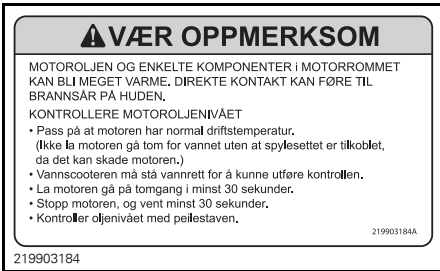 ⚠VÆR OPPMERKSOM
MOTOROLJEN OG ENKELTE KOMPONENTER i MOTORROMMET
KAN BLI MEGET VARME. DIREKTE KONTAKT KAN FØRE TIL
BRANNSÅR PÅ HUDEN.
KONTROLLERE MOTOROLJENIVÅET
• Pass på at motoren har normal driftstemperatur.
(Ikke la motoren gå tom for vannet uten at spylesettet er tilkoblet,
da det kan skade motoren.)
• Vannscooteren må stå vannrett for å kunne utføre kontrollen.
• La motoren gå på tomgang i minst 30 sekunder.
• Stopp motoren, og vent minst 30 sekunder.
• Kontroller oljenivået med peilestaven.
219903184A
219903184